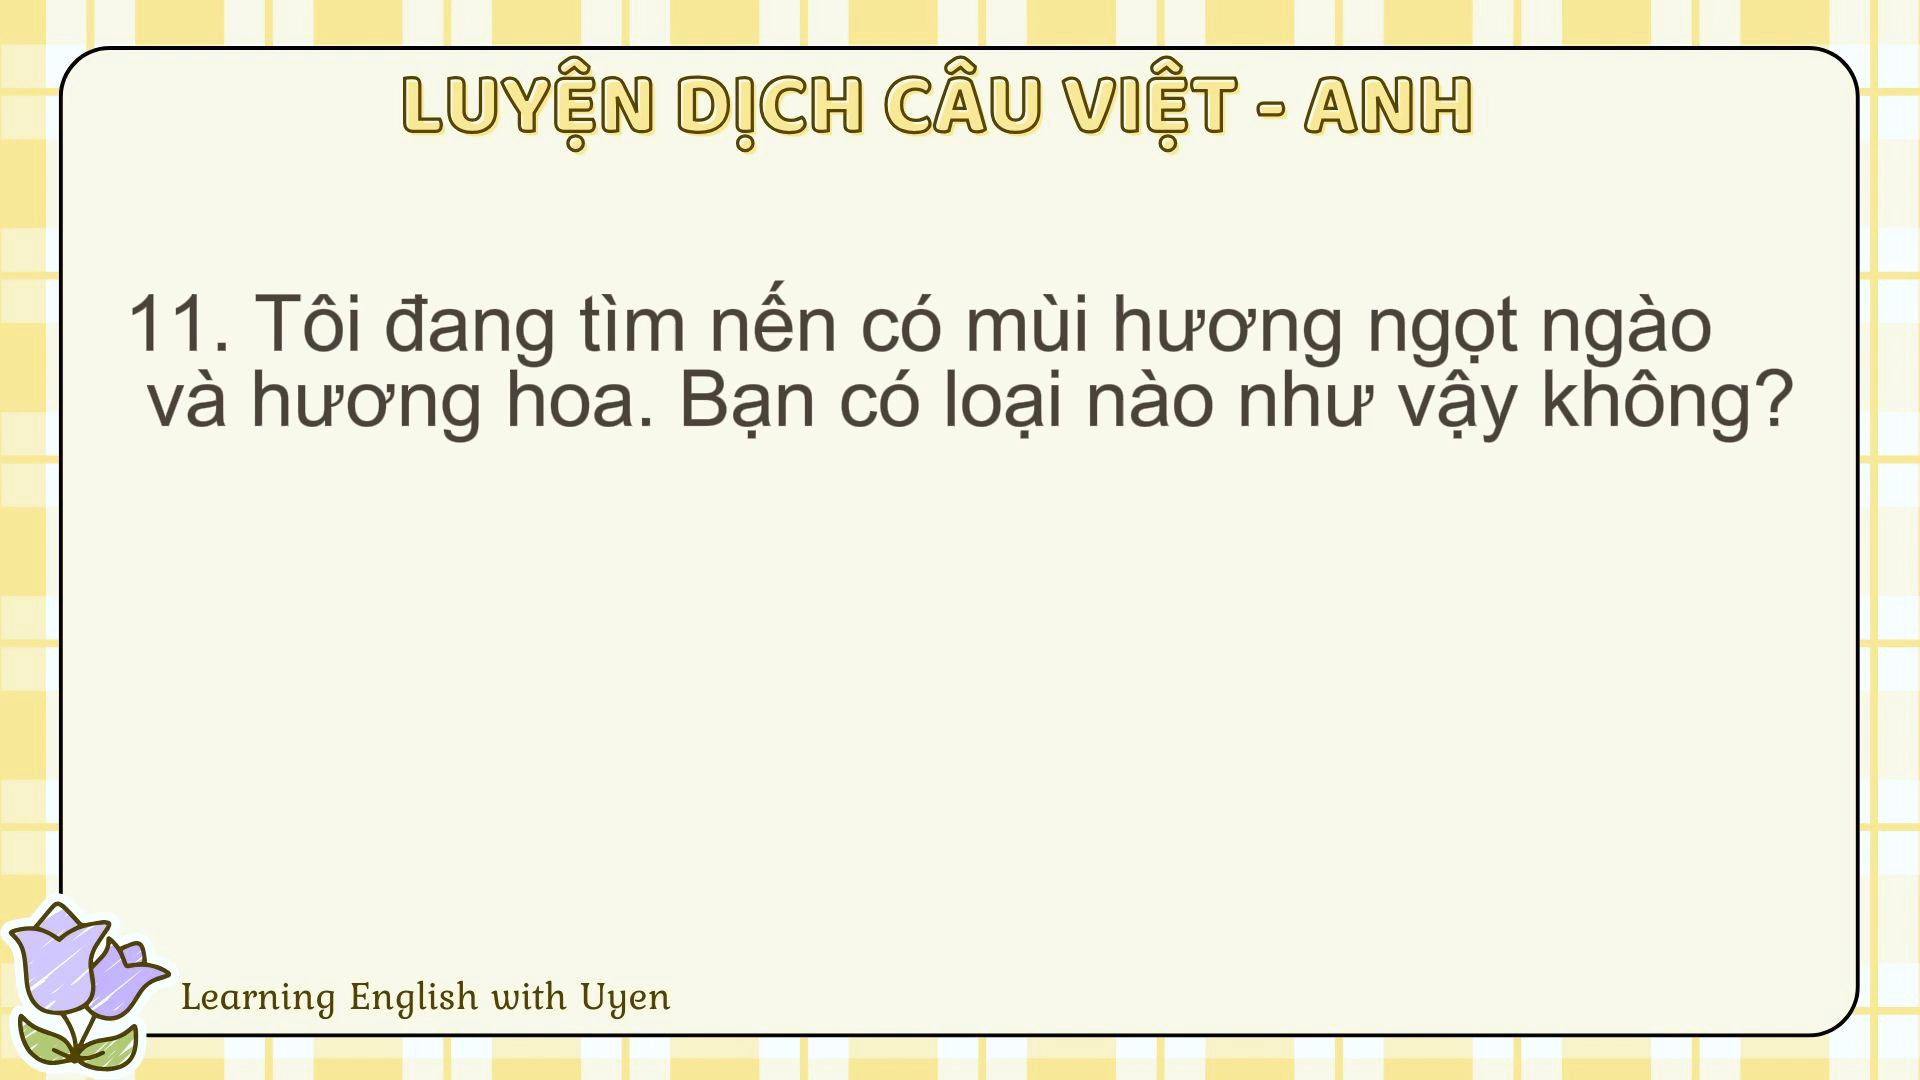 LUYỆN DỊCH CÂU VIỆT - ANH
11. Tôi đang tìm nến có mùi hương ngọt ngào
và hương hoa. Bạn có loại nào như vậy không?
Learning English with Uyen